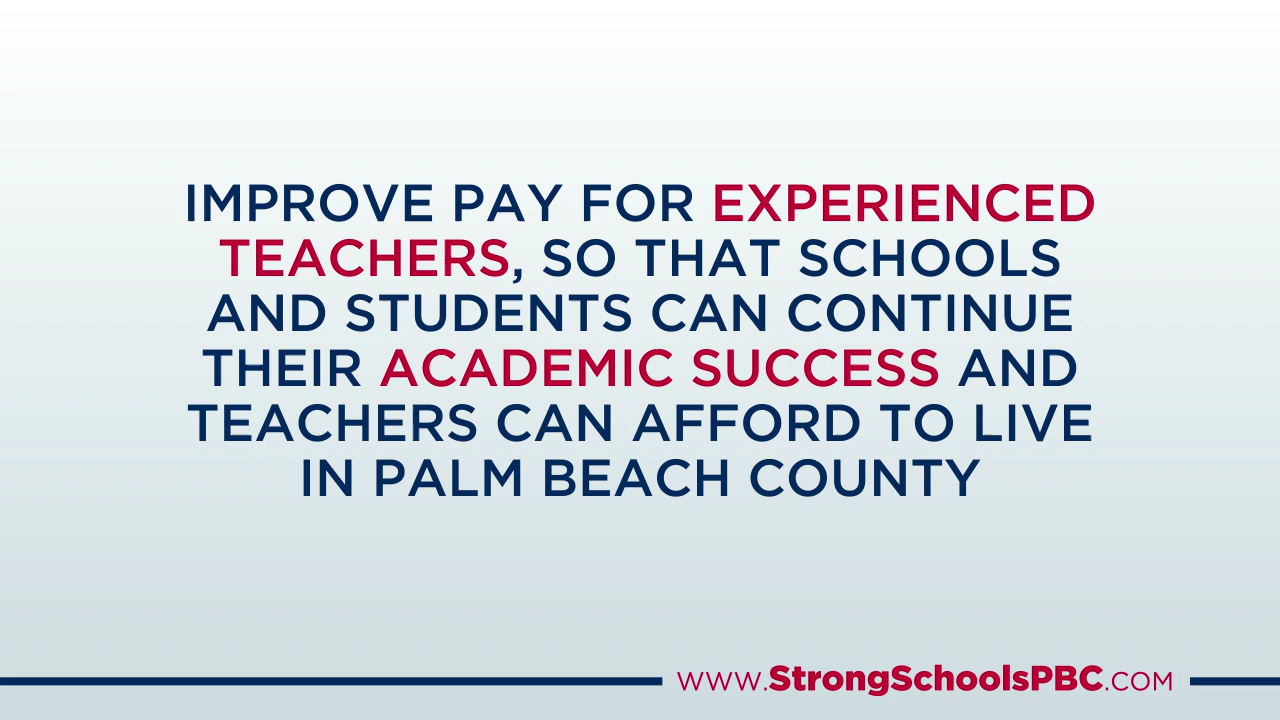 IMPROVE PAY FOR EXPERIENCED
TEACHERS, SO THAT SCHOOLS
AND STUDENTS CAN CONTINUE
THEIR ACADEMIC SUCCESS AND
TEACHERS CAN AFFORD TO LIVE
IN PALM BEACH COUNTY
WWW.StrongSchoolsPBC.COM